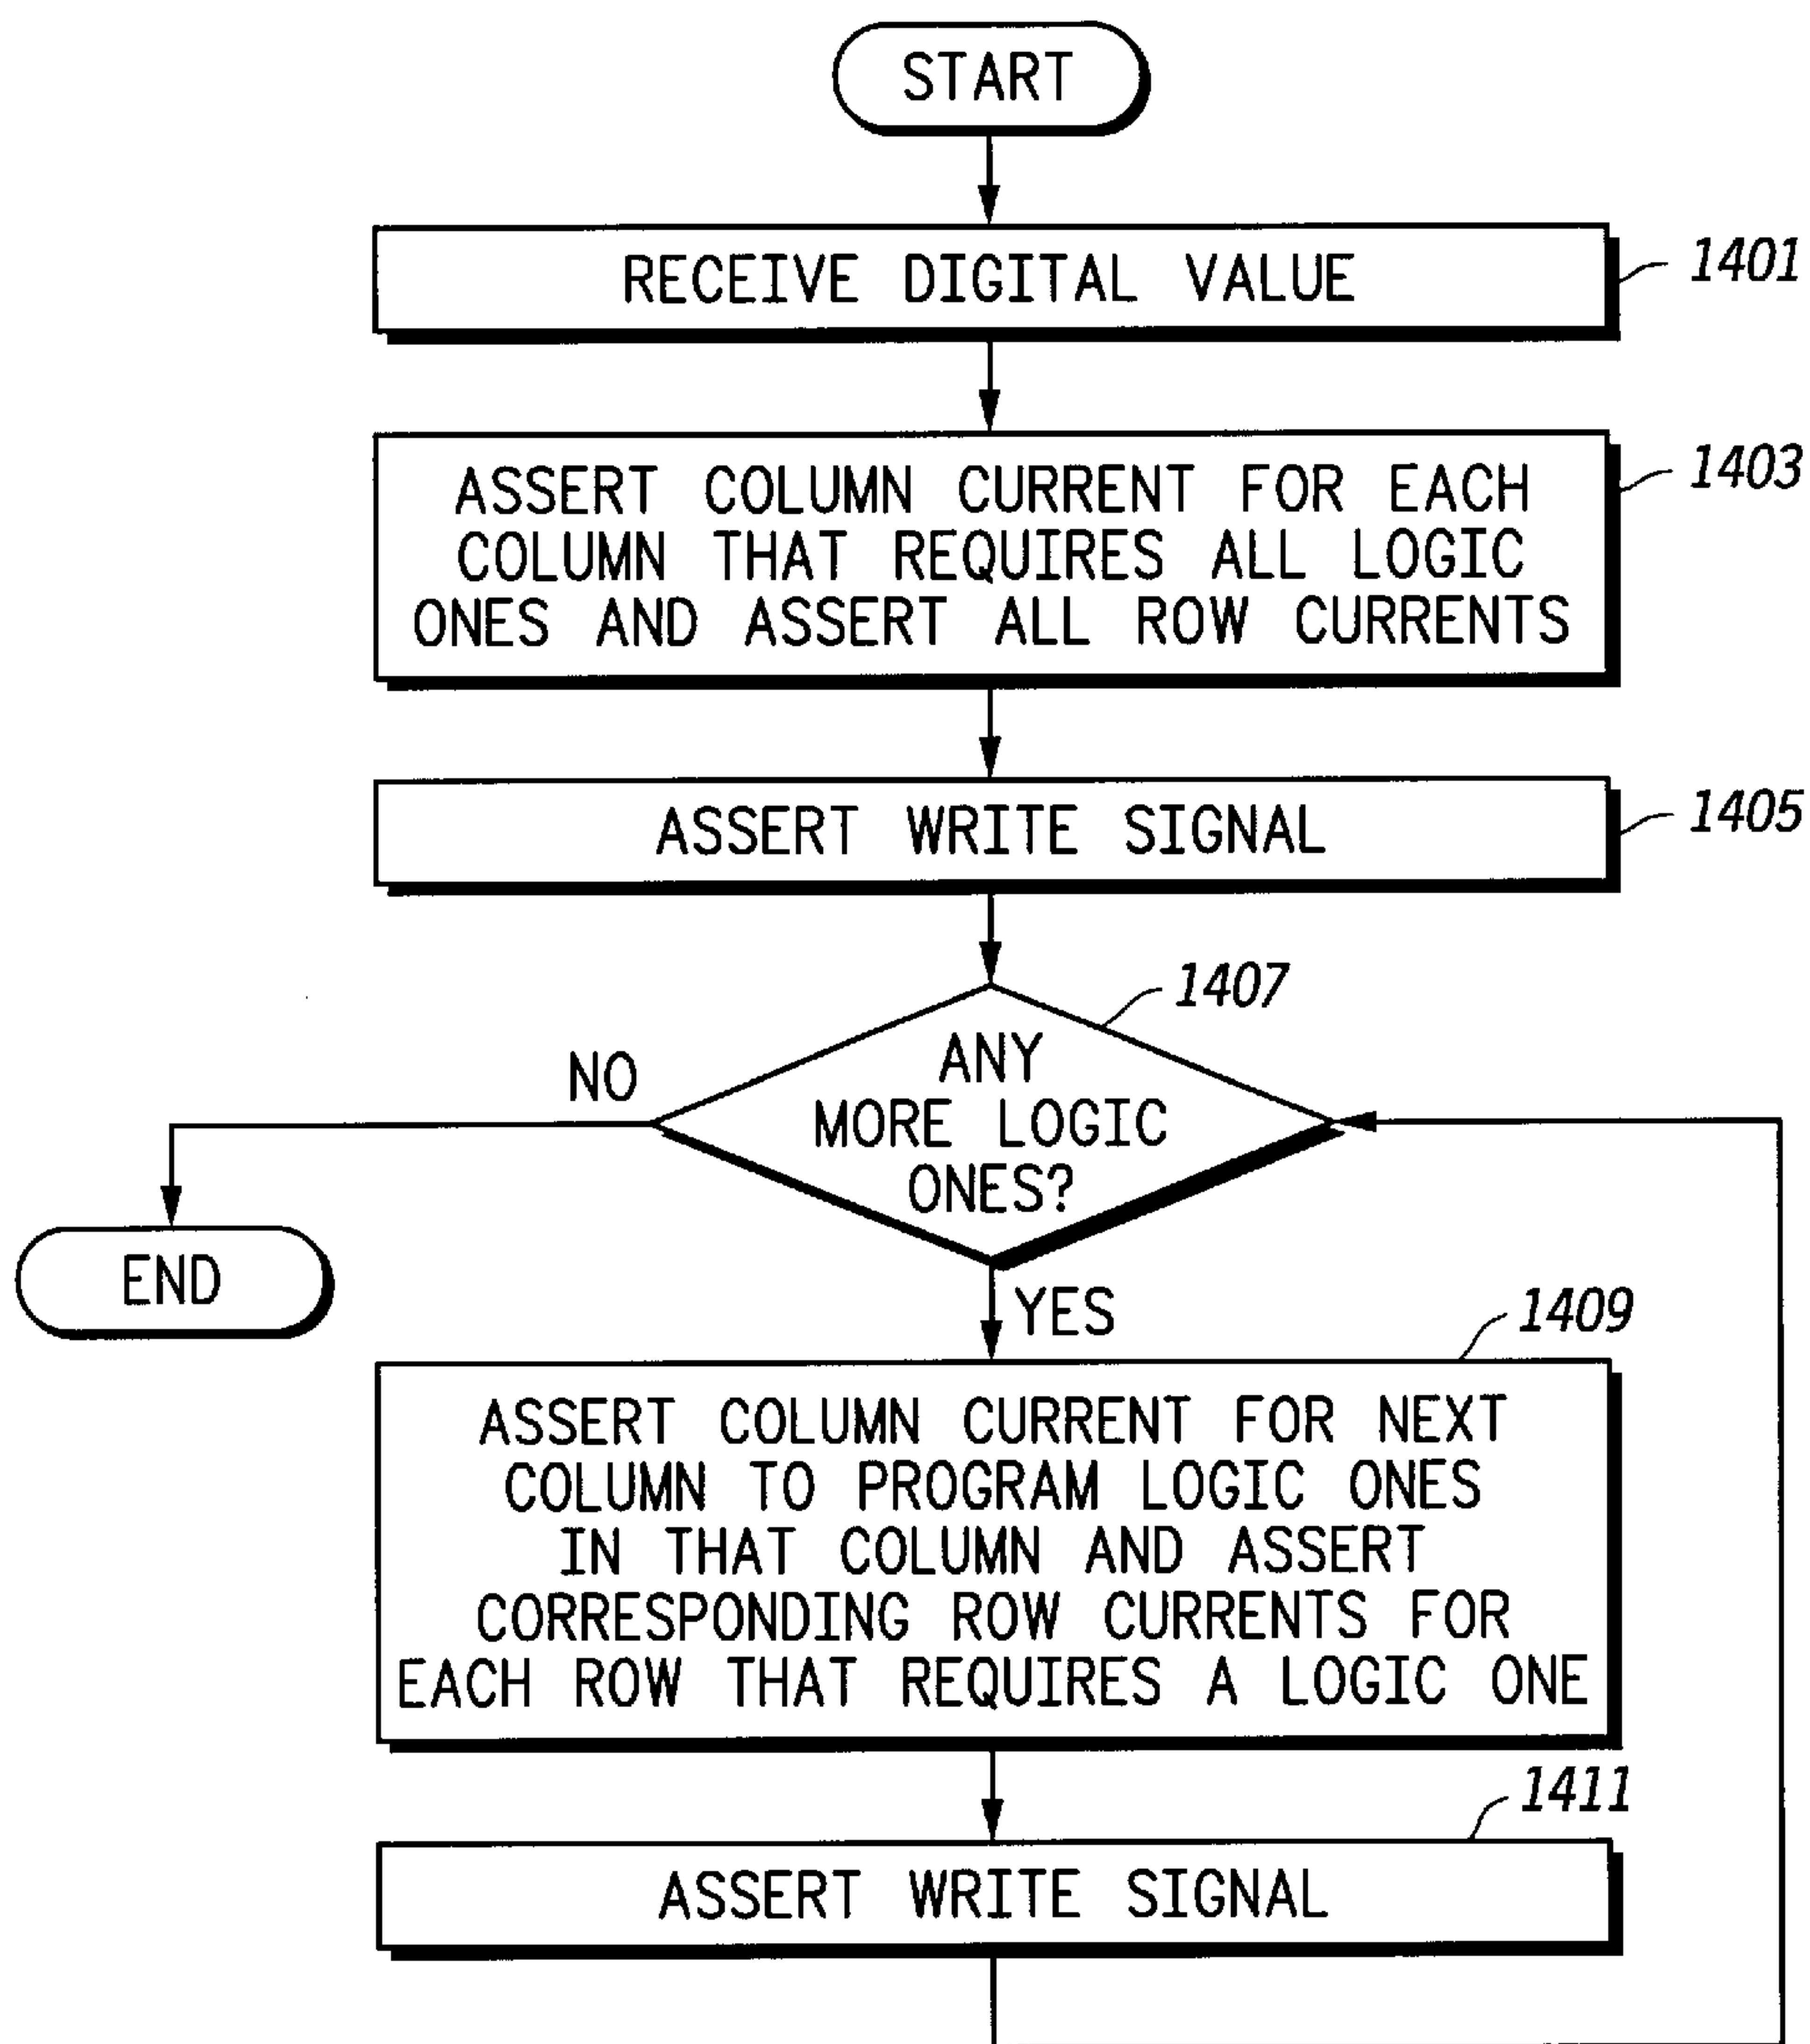 START
RECEIVE DIGITAL VALUE
1401
ASSERT COLUMN CURRENT FOR EACH
COLUMN THAT REQUIRES ALL LOGIC
ONES AND ASSERT ALL ROW CURRENTS
1403
ASSERT WRITE SIGNAL
1405
1407
ANY
MORE LOGIC
ONES?
NO
END
YES
1409
ASSERT COLUMN CURRENT FOR NEXT
COLUMN TO PROGRAM LOGIC ONES
IN THAT COLUMN AND ASSERT
CORRESPONDING ROW CURRENTS FOR
EACH ROW THAT REQUIRES A LOGIC ONE
1411
ASSERT WRITE SIGNAL